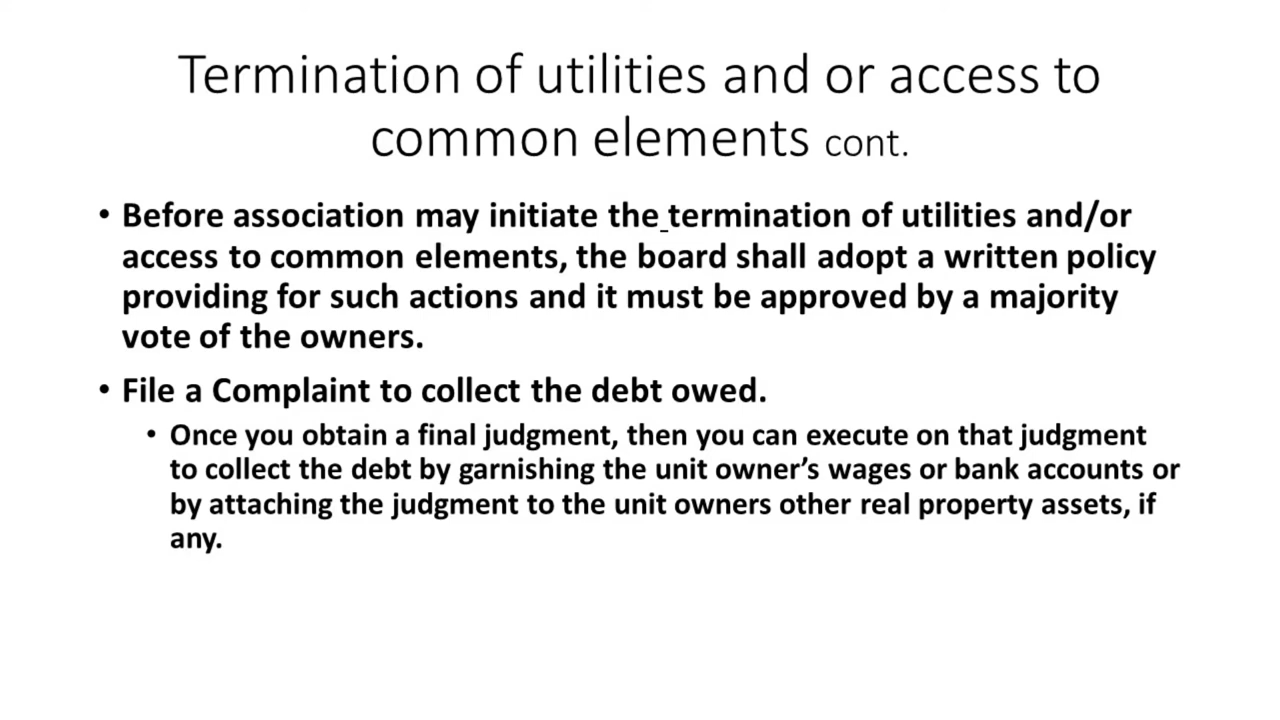 Termination of utilities and or access to
common elements cont.
• Before association may initiate the termination of utilities and/or
access to common elements, the board shall adopt a written policy
providing for such actions and it must be approved by a majority
vote of the owners.
• File a Complaint to collect the debt owed.
• Once you obtain a final judgment, then you can execute on that judgment
to collect the debt by garnishing the unit owner’s wages or bank accounts or
by attaching the judgment to the unit owners other real property assets, if
any.